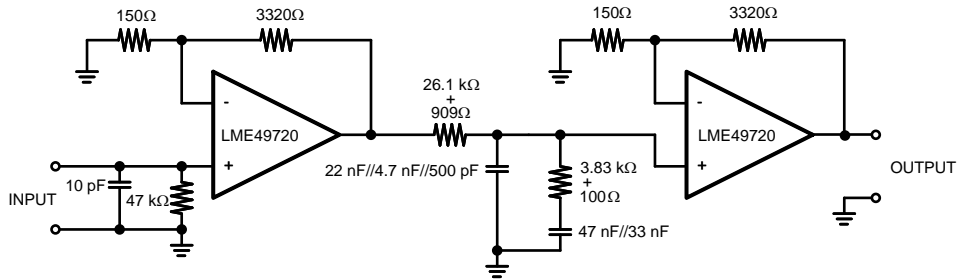 150Ω
3320Ω
150Ω
3320Ω
26.1 kΩ
+
909Ω
-
LME49720
+
-
LME49720
+
INPUT
10 pF
47 kΩ
22 nF//4.7 nF//500 pF
3.83 kΩ
+
100Ω
47 nF//33 nF
OUTPUT